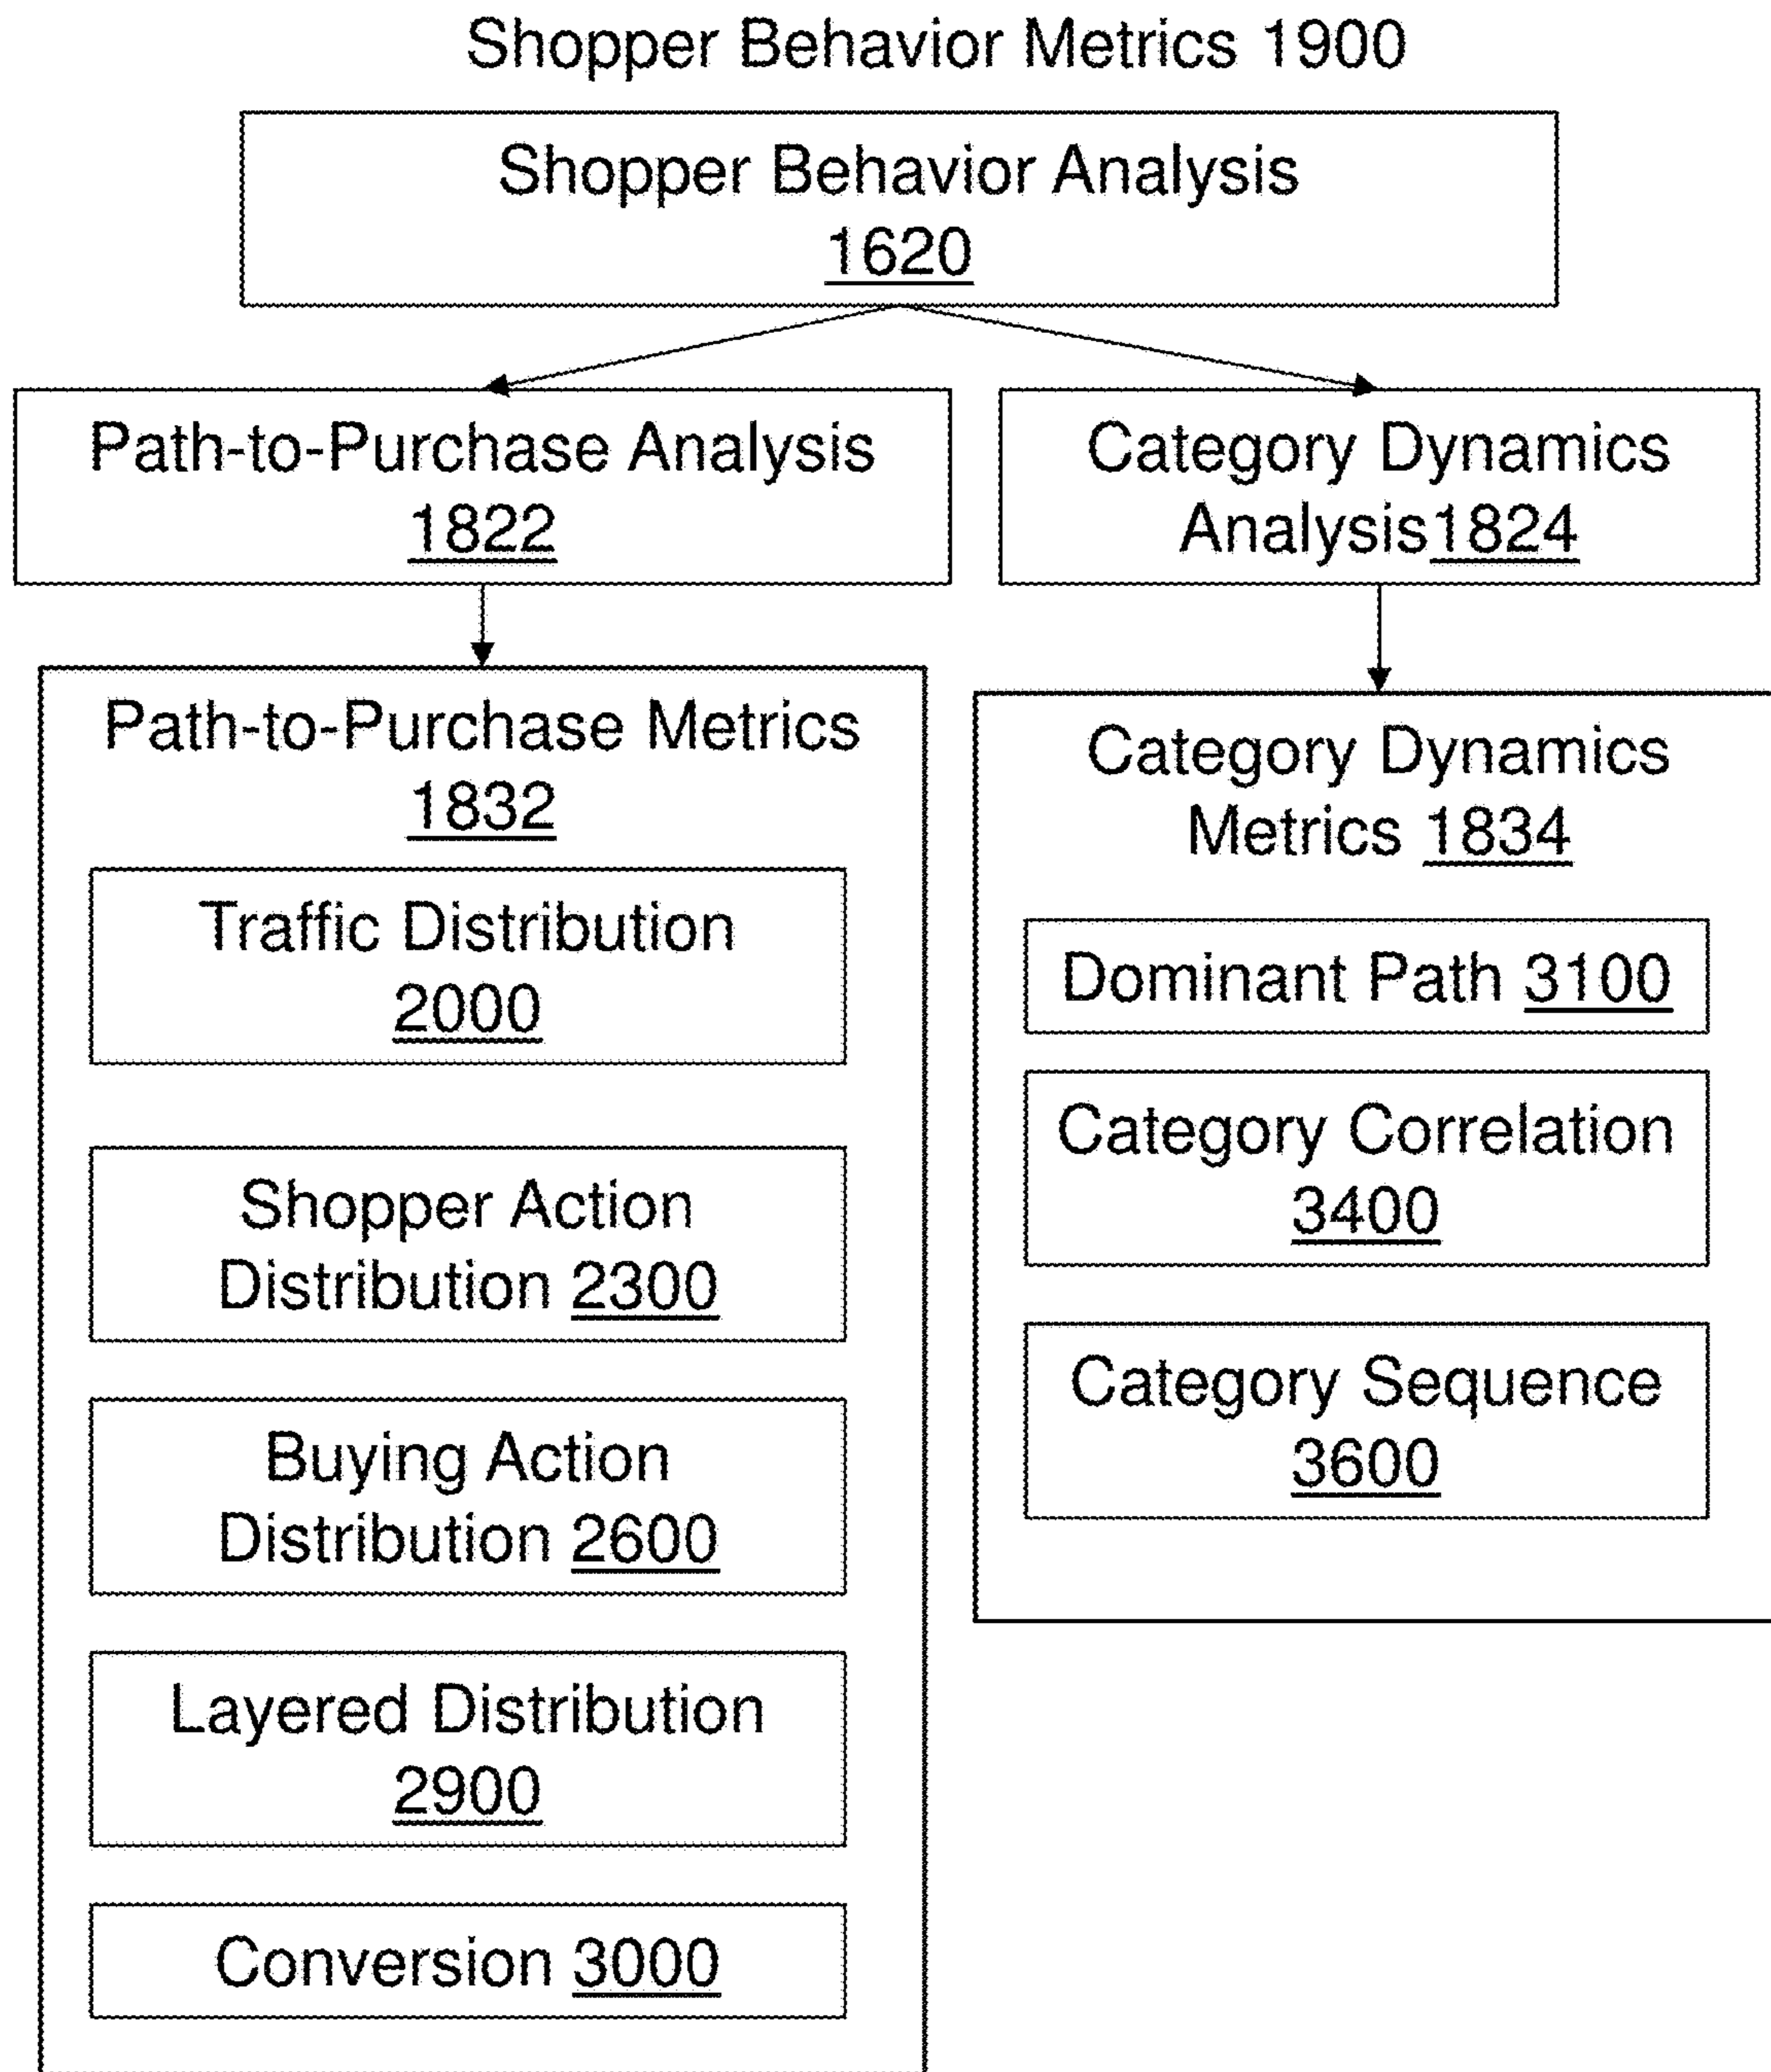 Shopper Behavior Metrics 1900
Shopper Behavior Analysis
1620
Path-to-Purchase Analysis
1822
Category Dynamics
Analysis1824
Path-to-Purchase Metrics
1832
Traffic Distribution
2000
Shopper Action
Distribution 2300
Buying Action
Distribution 2600
Layered Distribution
2900
Conversion 3000
Category Dynamics
Metrics 1834
Dominant Path 3100
Category Correlation
3400
Category Sequence
3600